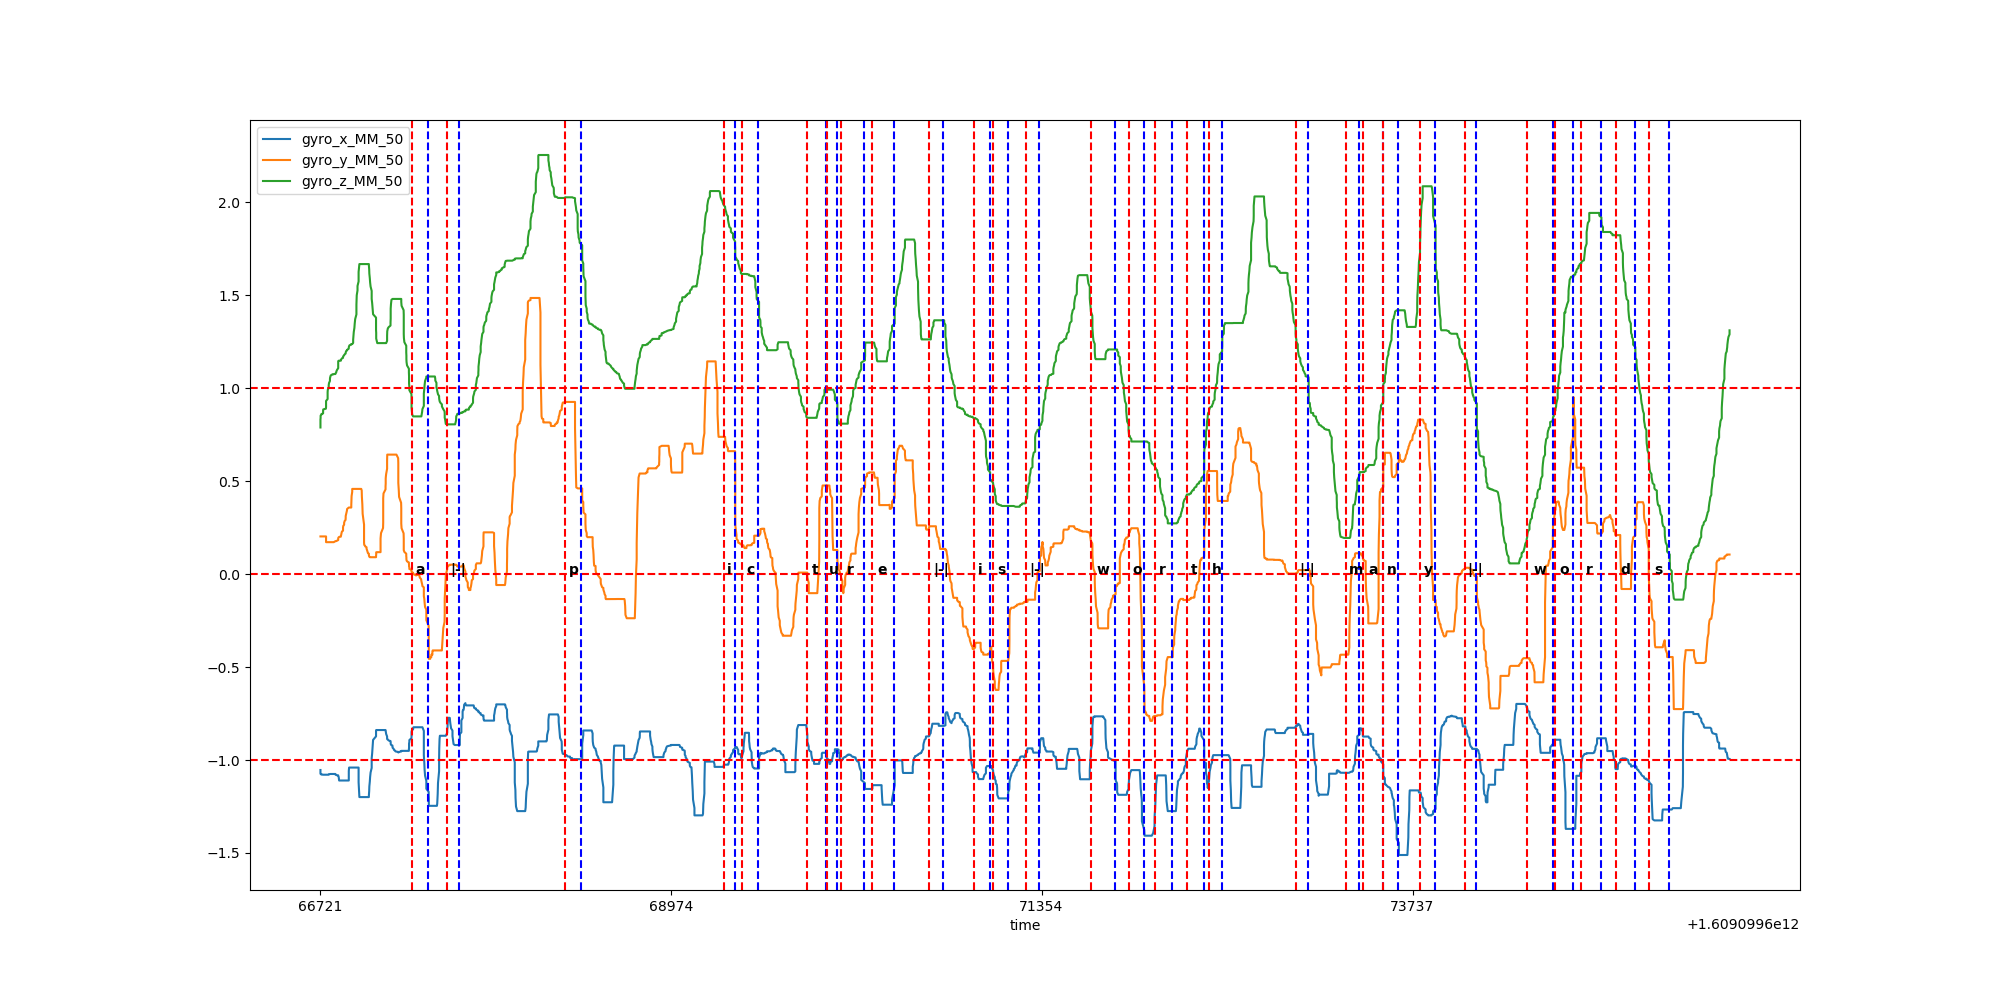 gyro_x_MM_50
gyro_y_MM_50
gyro_z_MM_50
2.0
1.5
1.0
0.5
0.0
−0.5
−1.0
−1.5
a |-| p i c t u r e |-| i s |-| w o r t h |-| m a n y |-| w o r d s
66721 68974 71354 73737
time
+1.6090996e12